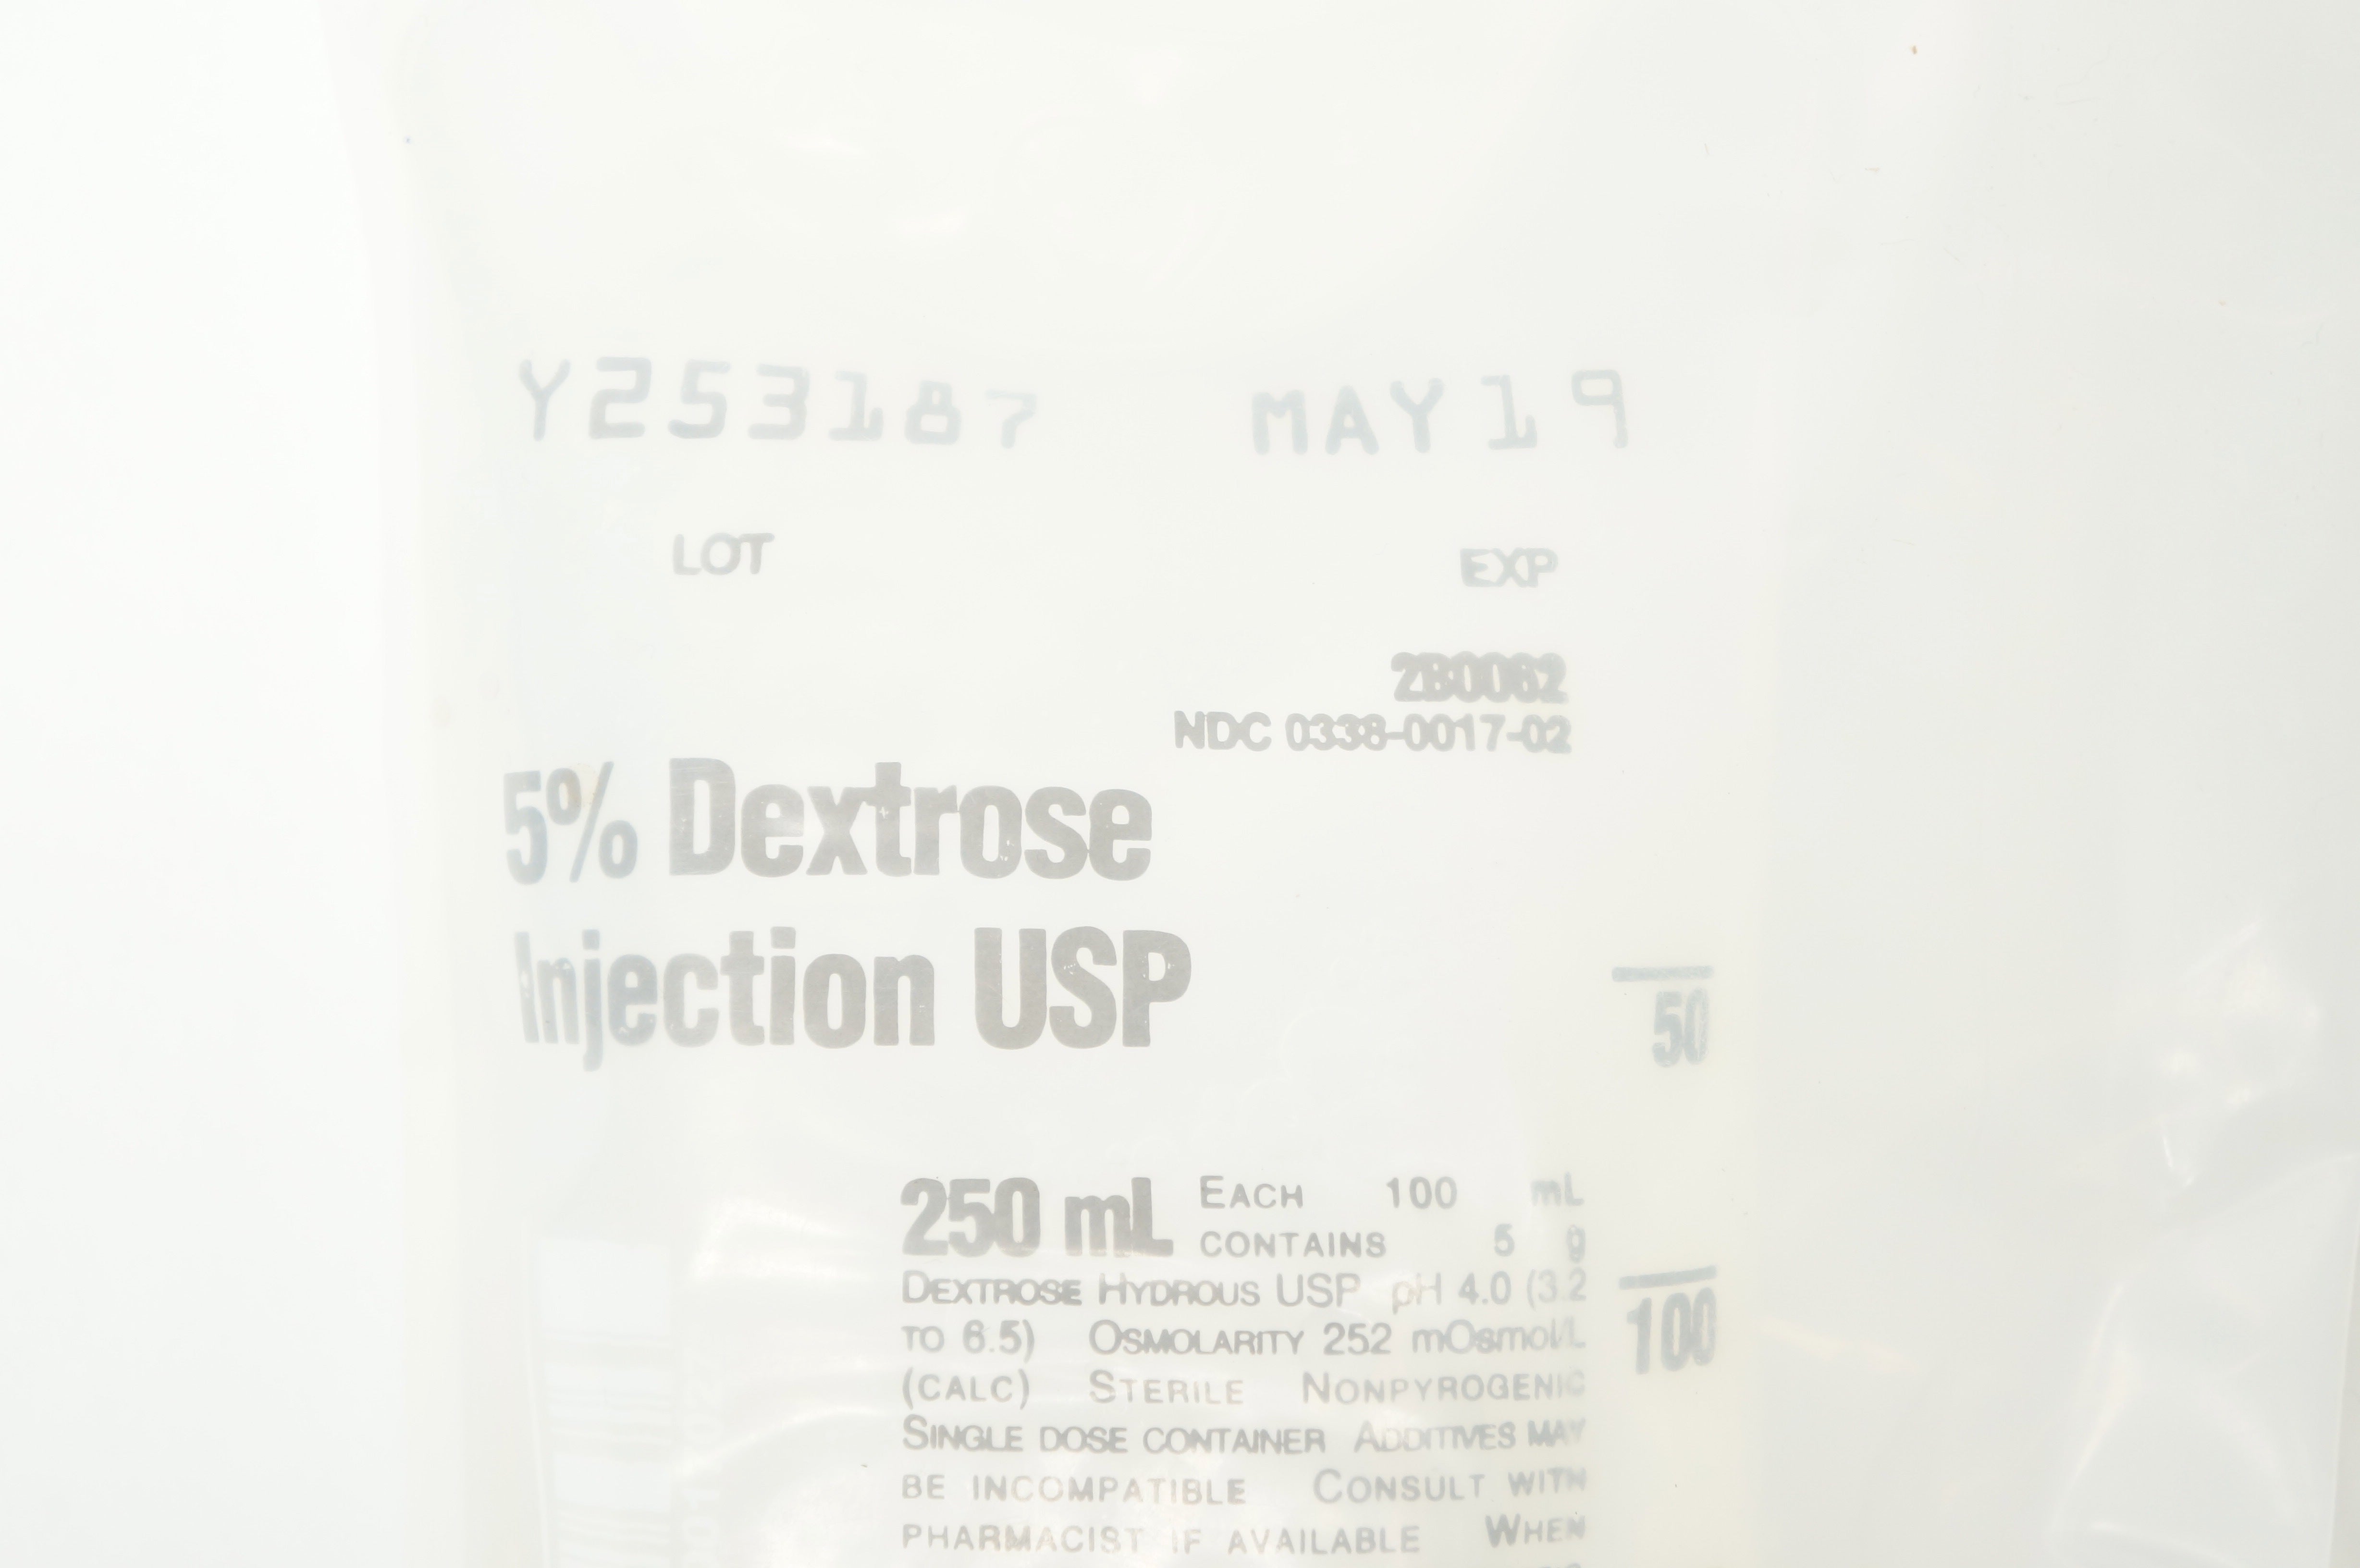 Y253187 MAY19
LOT EXP
2B0062
NDC 0338-0017-02
5% Dextrose
Injection USP
50
250 mL EACH 100 mL
CONTAINS 5 g
DEXTROSE HYDROUS USP pH 4.0 (3.2
TO 6.5) OSMOLARITY 252 mOsmol/L
(CALC) STERILE NONPYROGENIC
SINGLE DOSE CONTAINER ADDITIVES MAY
BE INCOMPATIBLE CONSULT WITH
PHARMACIST IF AVAILABLE WHEN
100